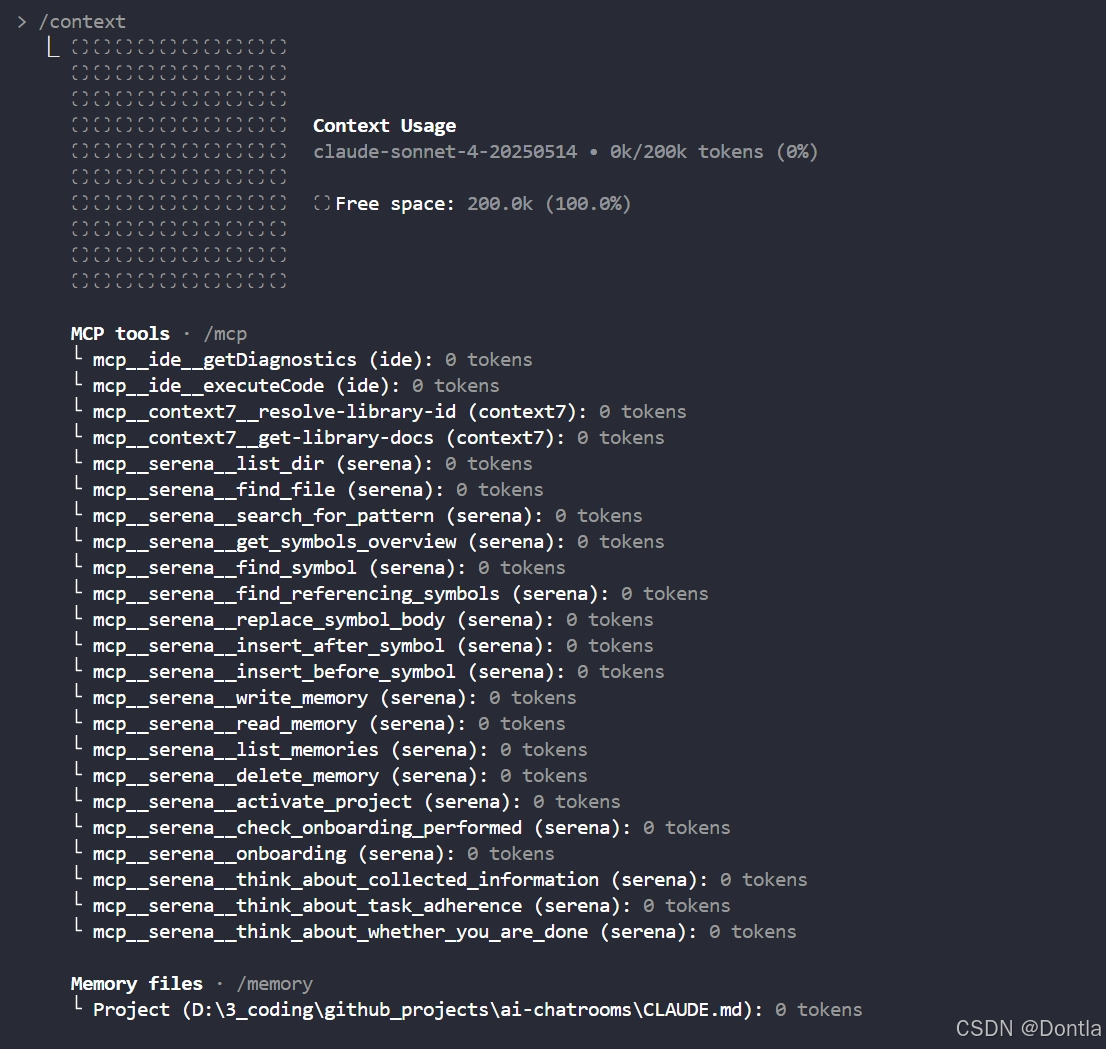 > /context
Context Usage
claude-sonnet-4-20250514 • 0k/200k tokens (0%)
Free space: 200.0k (100.0%)
MCP tools · /mcp
└ mcp__ide__getDiagnostics (ide): 0 tokens
└ mcp__ide__executeCode (ide): 0 tokens
└ mcp__context7__resolve-library-id (context7): 0 tokens
└ mcp__context7__get-library-docs (context7): 0 tokens
└ mcp__serena__list_dir (serena): 0 tokens
└ mcp__serena__find_file (serena): 0 tokens
└ mcp__serena__search_for_pattern (serena): 0 tokens
└ mcp__serena__get_symbols_overview (serena): 0 tokens
└ mcp__serena__find_symbol (serena): 0 tokens
└ mcp__serena__find_referencing_symbols (serena): 0 tokens
└ mcp__serena__replace_symbol_body (serena): 0 tokens
└ mcp__serena__insert_after_symbol (serena): 0 tokens
└ mcp__serena__insert_before_symbol (serena): 0 tokens
└ mcp__serena__write_memory (serena): 0 tokens
└ mcp__serena__read_memory (serena): 0 tokens
└ mcp__serena__list_memories (serena): 0 tokens
└ mcp__serena__delete_memory (serena): 0 tokens
└ mcp__serena__activate_project (serena): 0 tokens
└ mcp__serena__check_onboarding_performed (serena): 0 tokens
└ mcp__serena__onboarding (serena): 0 tokens
└ mcp__serena__think_about_collected_information (serena): 0 tokens
└ mcp__serena__think_about_task_adherence (serena): 0 tokens
└ mcp__serena__think_about_whether_you_are_done (serena): 0 tokens
Memory files · /memory
└ Project (D:\3_coding\github_projects\ai-chatrooms\CLAUDE.md): 0 tokens
CSDN @Dontla